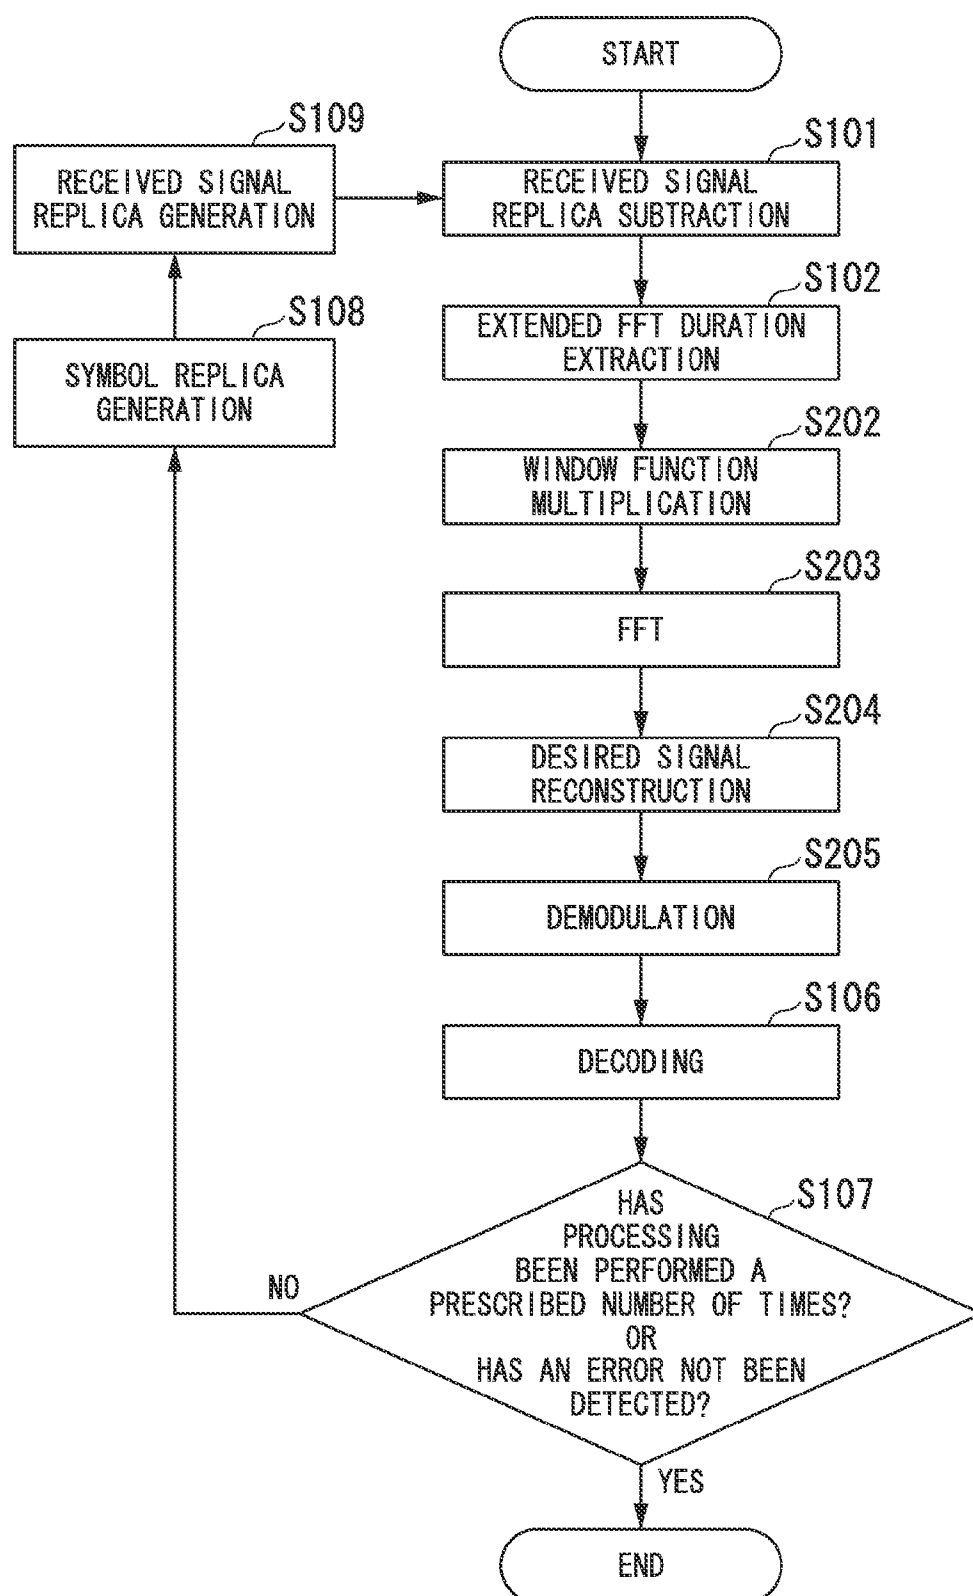 START
S101
RECEIVED SIGNAL
REPLICA SUBTRACTION
S109
RECEIVED SIGNAL
REPLICA GENERATION
S102
EXTENDED FFT DURATION
EXTRACTION
S108
SYMBOL REPLICA
GENERATION
S202
WINDOW FUNCTION
MULTIPLICATION
S203
FFT
S204
DESIRED SIGNAL
RECONSTRUCTION
S205
DEMODULATION
S106
DECODING
S107
HAS
PROCESSING
BEEN PERFORMED A
PRESCRIBED NUMBER OF TIMES?
OR
HAS AN ERROR NOT BEEN
DETECTED?
NO
YES
END